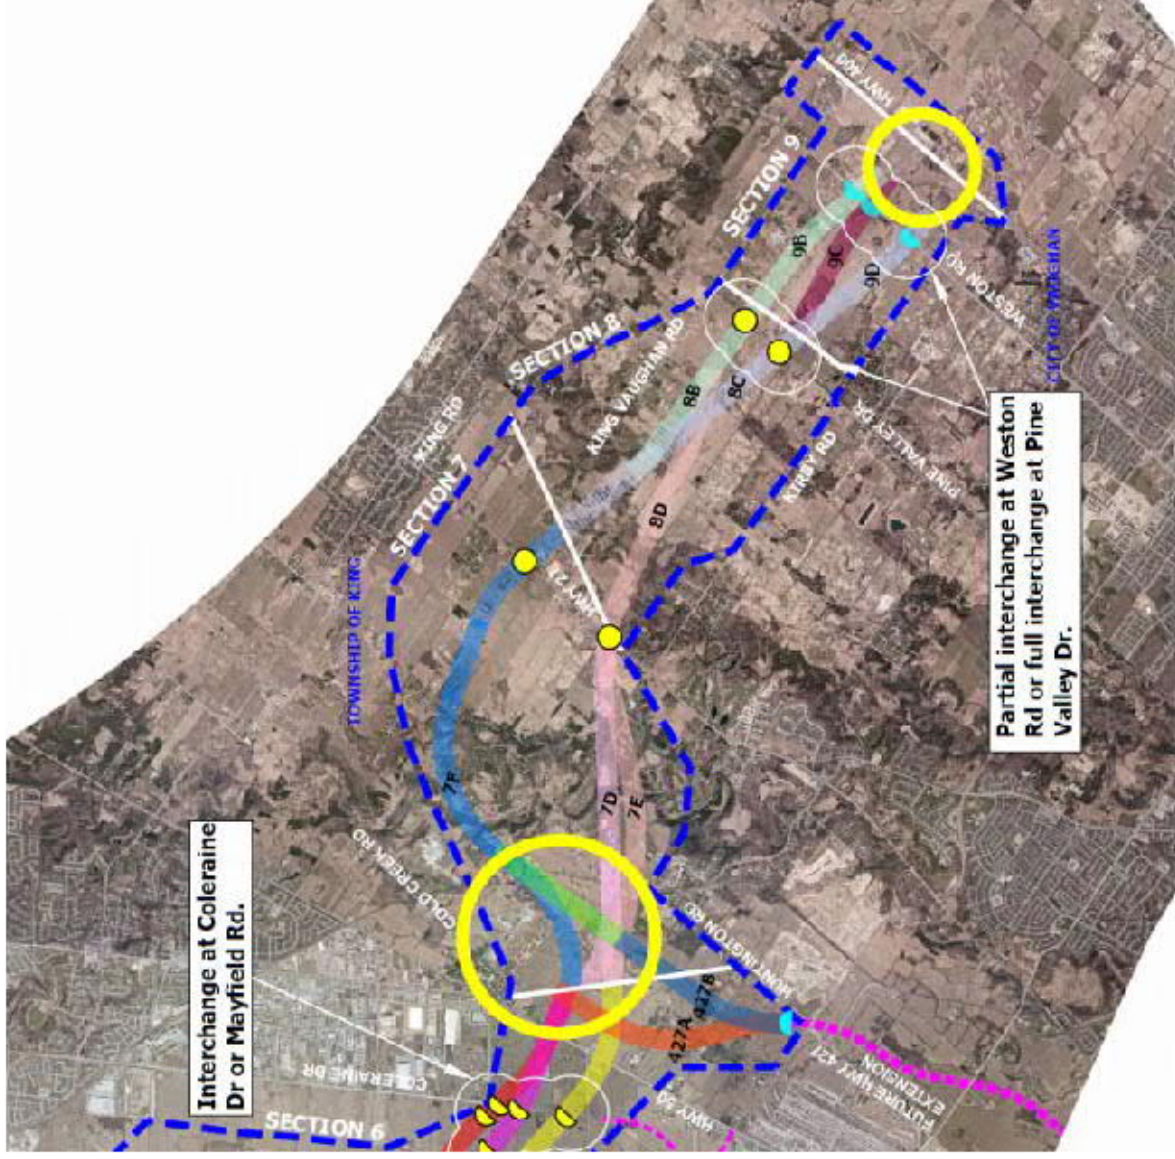 HWY 400
SECTION 9
9B
9C
9D
WESTON RD
CITY OF VAUGHAN
SECTION 8
KING VAUGHAN RD
8B
8C
PINE VALLEY DR
KIRBY RD
KING RD
SECTION 7
8D
HWY 27
TOWNSHIP OF KING
Partial interchange at Weston
Rd or full interchange at Pine
Valley Dr.
7F
7D
7E
COLD CREEK RD
HUNTINGTON RD
Interchange at Coleraine
Dr or Mayfield Rd.
427B
427A
COLERAINE DR
SECTION 6
HWY 50
FUTURE HWY 427
EXTENSION